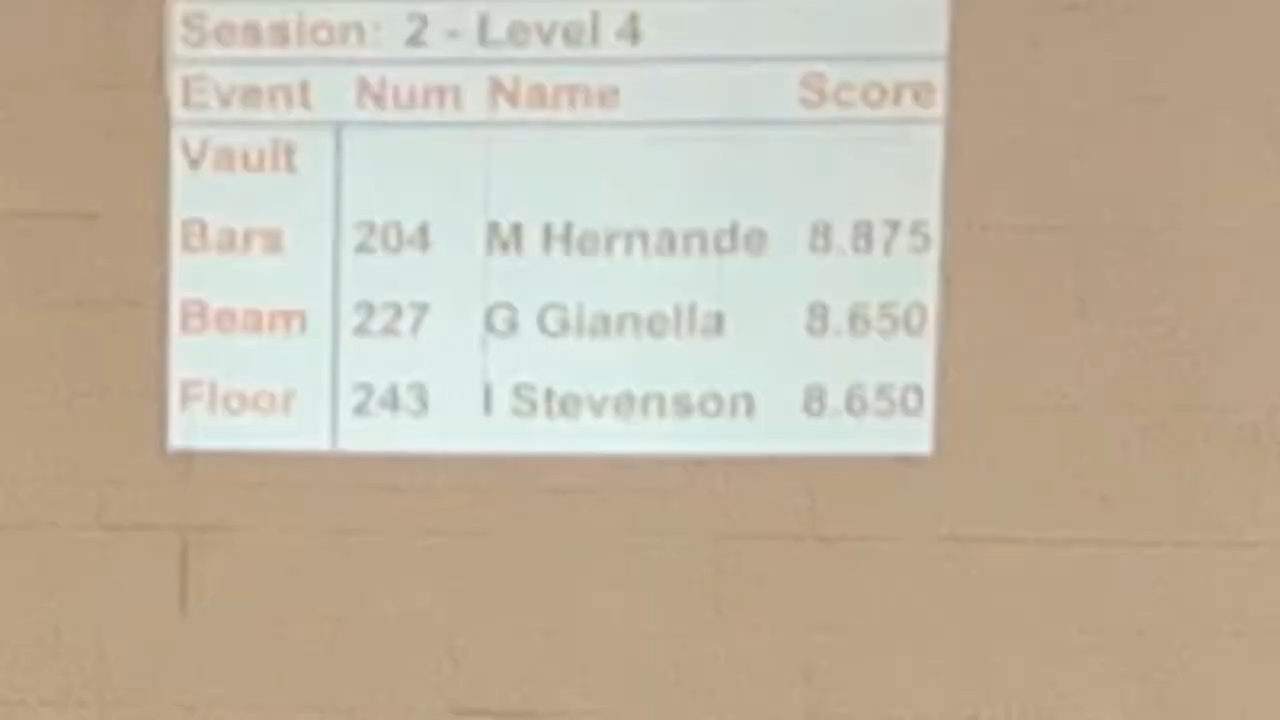 Session: 2 - Level 4
Event Num Name Score
Vault
Bars 204 M Hernande 8.875
Beam 227 G Gianella 8.650
Floor 243 I Stevenson 8.650